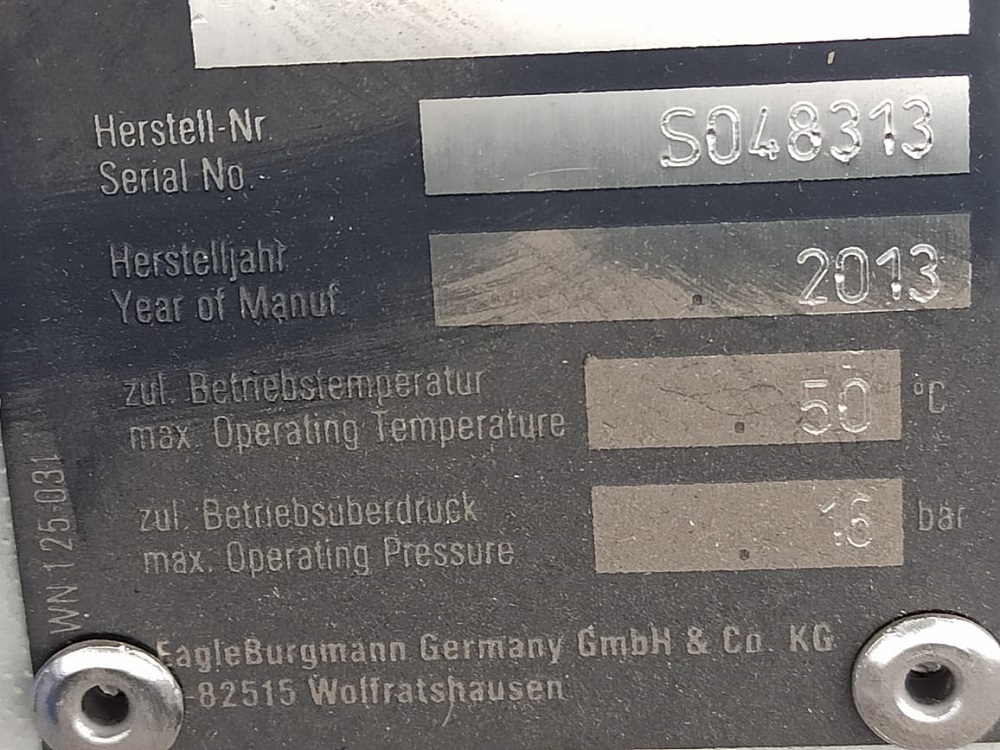 Herstell-Nr.
Serial No.
S048313
Herstelljahr
Year of Manuf.
2013
zul. Betriebstemperatur
max. Operating Temperature
50 °C
zul. Betriebsüberdruck
max. Operating Pressure
16 bar
WN 125-031
EagleBurgmann Germany GmbH & Co. KG
-82515 Wolfratshausen